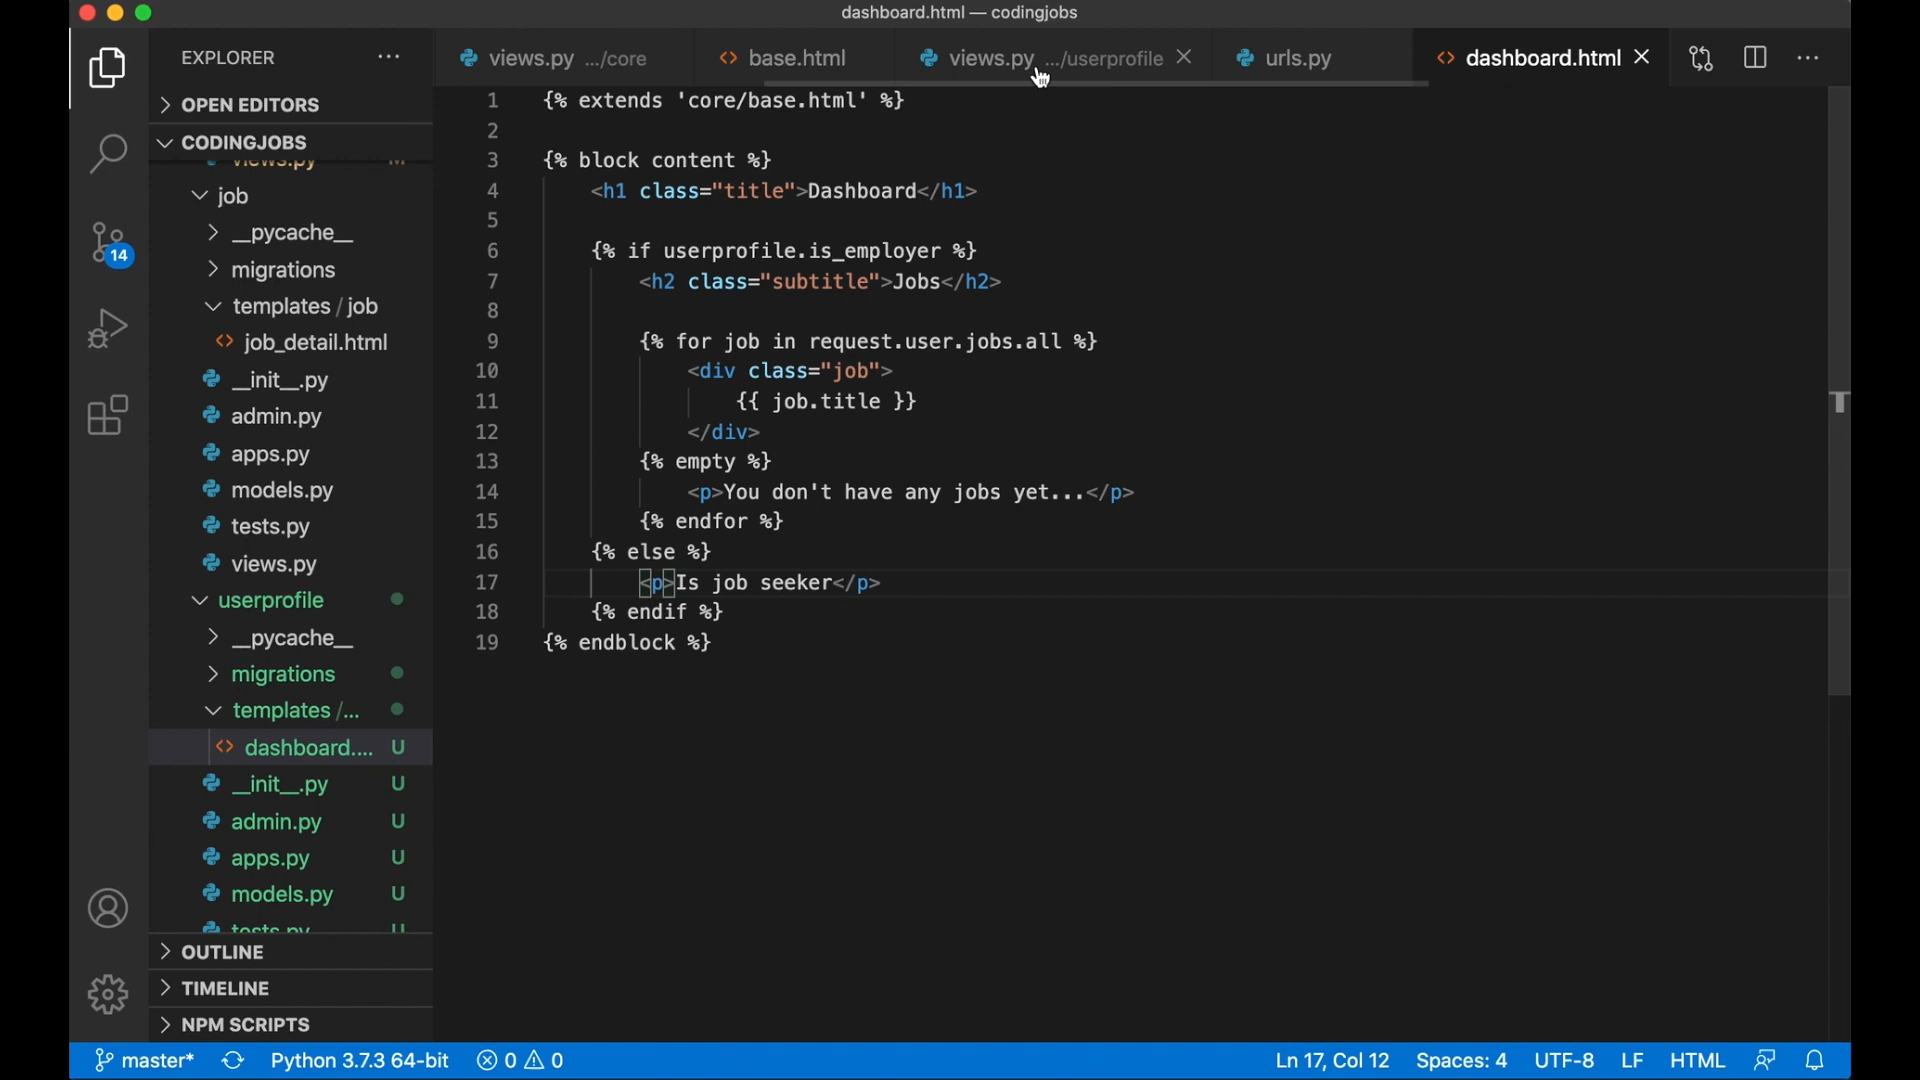 dashboard.html — codingjobs
EXPLORER
views.py .../core
base.html
views.py .../userprofile
urls.py
dashboard.html
OPEN EDITORS
CODINGJOBS
views.py M
job
__pycache__
migrations
templates / job
job_detail.html
__init__.py
admin.py
apps.py
models.py
tests.py
views.py
userprofile
__pycache__
migrations
templates /...
dashboard.... U
__init__.py U
admin.py U
apps.py U
models.py U
tests.py U
OUTLINE
TIMELINE
NPM SCRIPTS
14
1 {% extends 'core/base.html' %}
2
3 {% block content %}
4 <h1 class="title">Dashboard</h1>
5
6 {% if userprofile.is_employer %}
7 <h2 class="subtitle">Jobs</h2>
8
9 {% for job in request.user.jobs.all %}
10 <div class="job">
11 {{ job.title }}
12 </div>
13 {% empty %}
14 <p>You don't have any jobs yet...</p>
15 {% endfor %}
16 {% else %}
17 <p>Is job seeker</p>
18 {% endif %}
19 {% endblock %}
master* Python 3.7.3 64-bit 0 0 Ln 17, Col 12 Spaces: 4 UTF-8 LF HTML